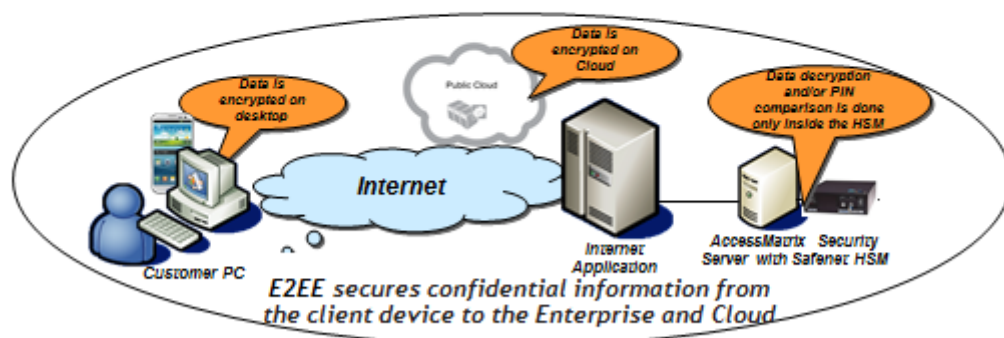 Data is
encrypted on
desktop
Public Cloud
Data is
encrypted on
Cloud
Data decryption
and/or PIN
comparison is done
only inside the HSM
Internet
Customer PC
Internet
Application
AccessMatrix Security
Server with Safenet HSM
E2EE secures confidential information from
the client device to the Enterprise and Cloud